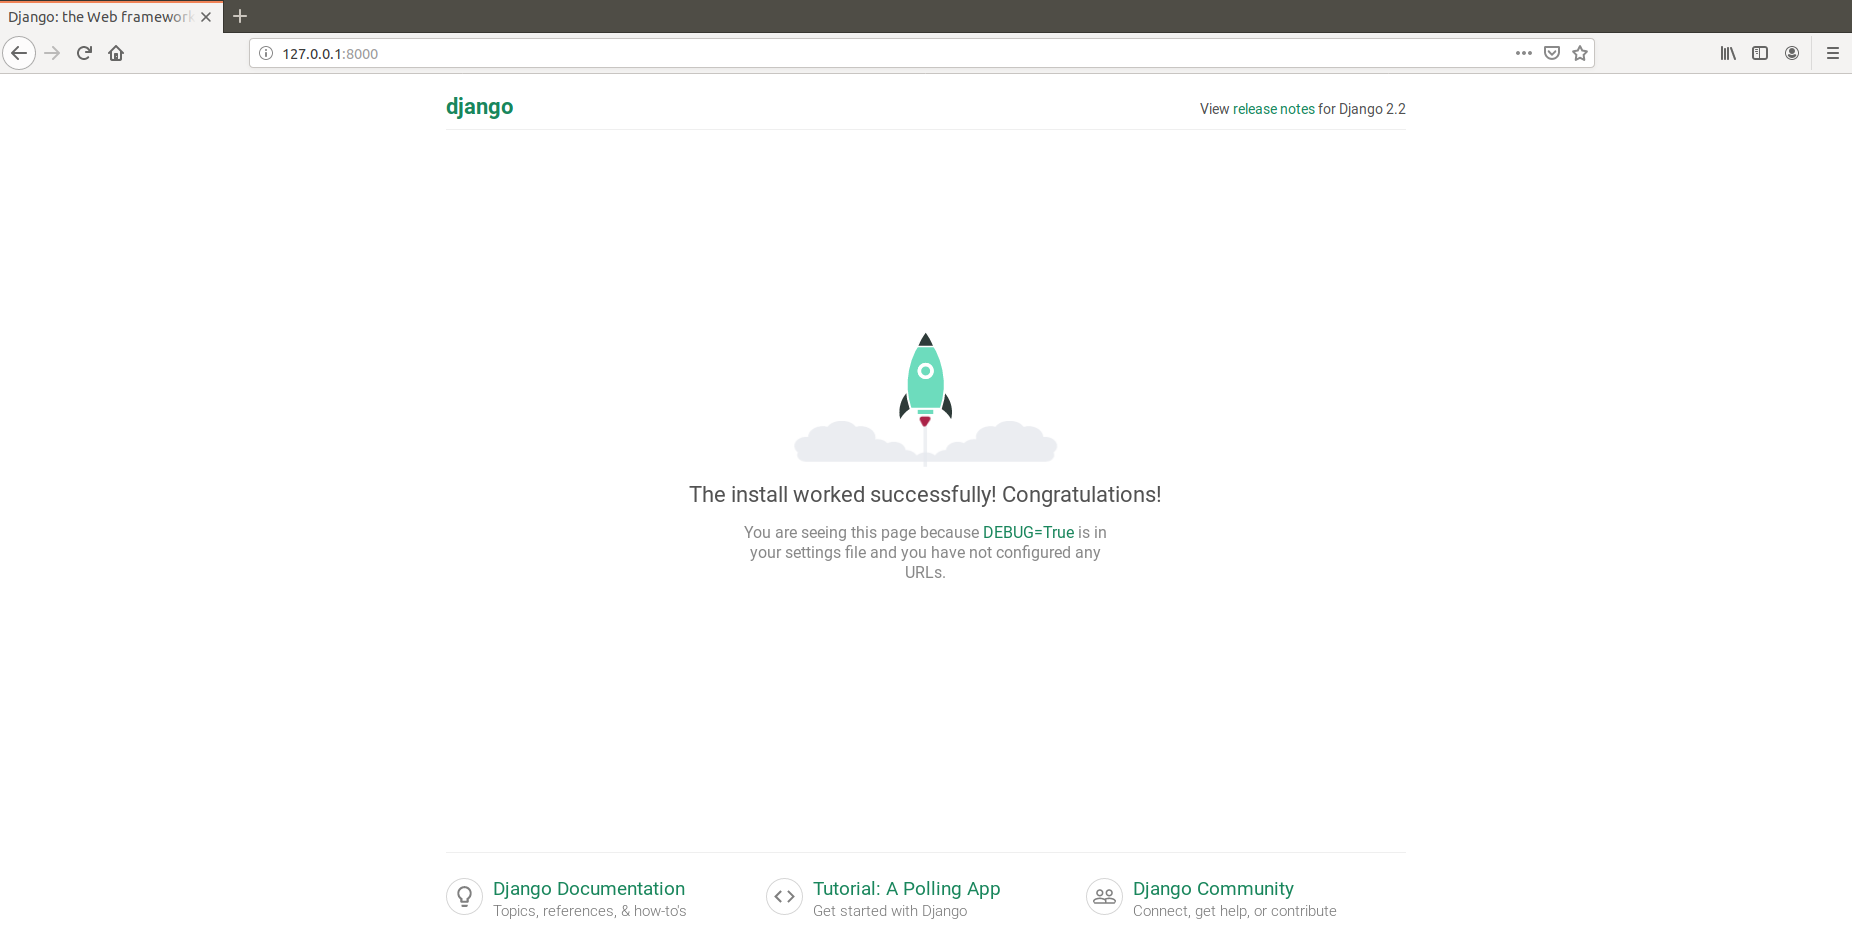 Django: the Web framework
127.0.0.1:8000
django
View release notes for Django 2.2
The install worked successfully! Congratulations!
You are seeing this page because DEBUG=True is in
your settings file and you have not configured any
URLs.
Django Documentation
Topics, references, & how-to's
Tutorial: A Polling App
Get started with Django
Django Community
Connect, get help, or contribute